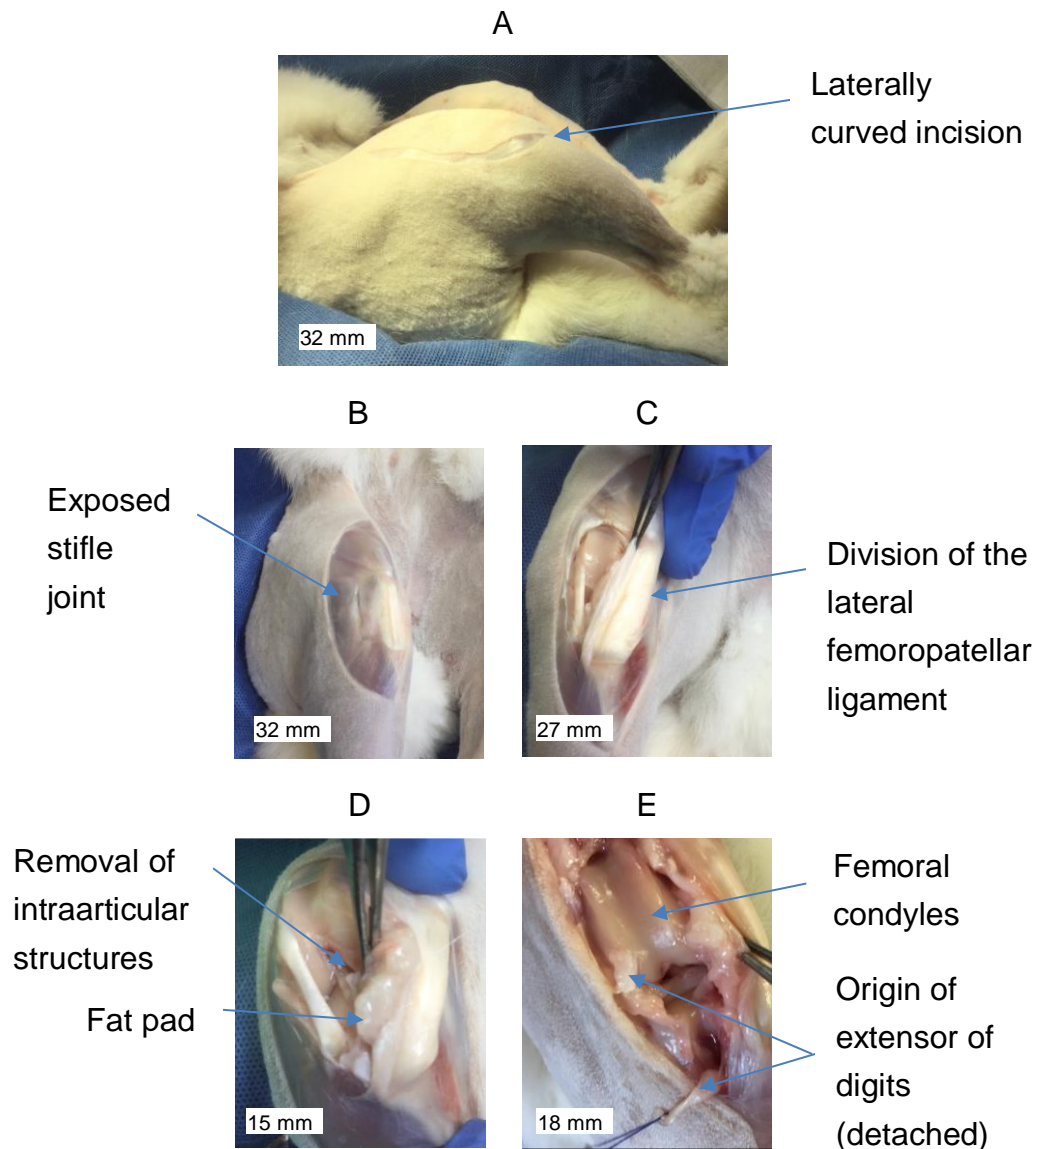 A
Laterally
curved incision
32 mm
B
C
Exposed
stifle
joint
Division of the
lateral
femoropatellar
ligament
32 mm
27 mm
D
E
Removal of
intraarticular
structures
Fat pad
Femoral
condyles
Origin of
extensor of
digits
(detached)
15 mm
18 mm